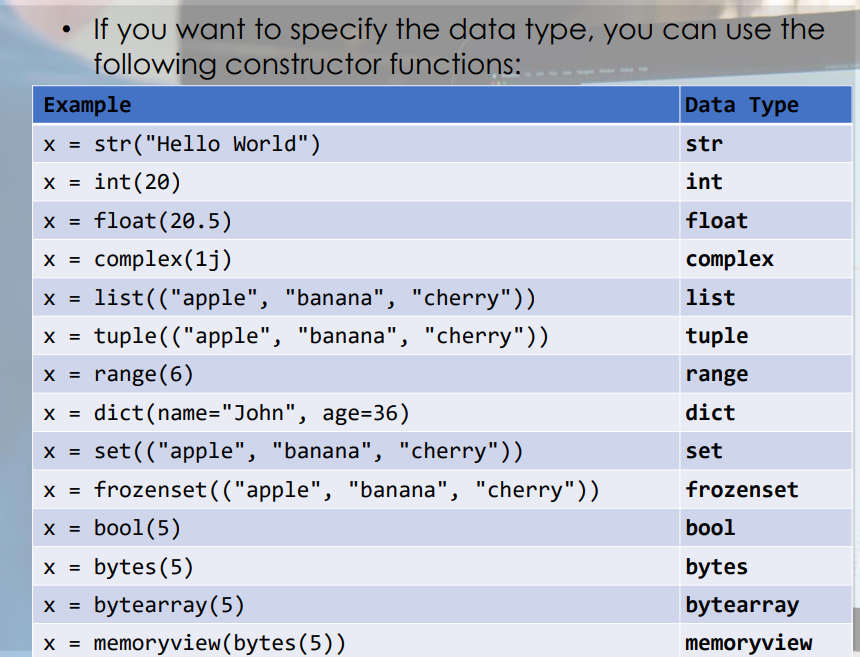 • If you want to specify the data type, you can use the
following constructor functions:
Example Data Type
x = str("Hello World") str
x = int(20) int
x = float(20.5) float
x = complex(1j) complex
x = list(("apple", "banana", "cherry")) list
x = tuple(("apple", "banana", "cherry")) tuple
x = range(6) range
x = dict(name="John", age=36) dict
x = set(("apple", "banana", "cherry")) set
x = frozenset(("apple", "banana", "cherry")) frozenset
x = bool(5) bool
x = bytes(5) bytes
x = bytearray(5) bytearray
x = memoryview(bytes(5)) memoryview